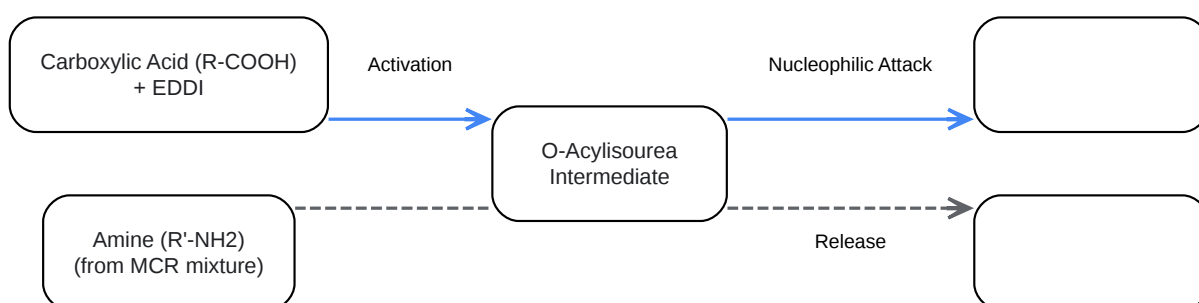 Carboxylic Acid (R-COOH)
+ EDDI
Activation
Nucleophilic Attack
O-Acylisourea
Intermediate
Amine (R'-NH2)
(from MCR mixture)
Release